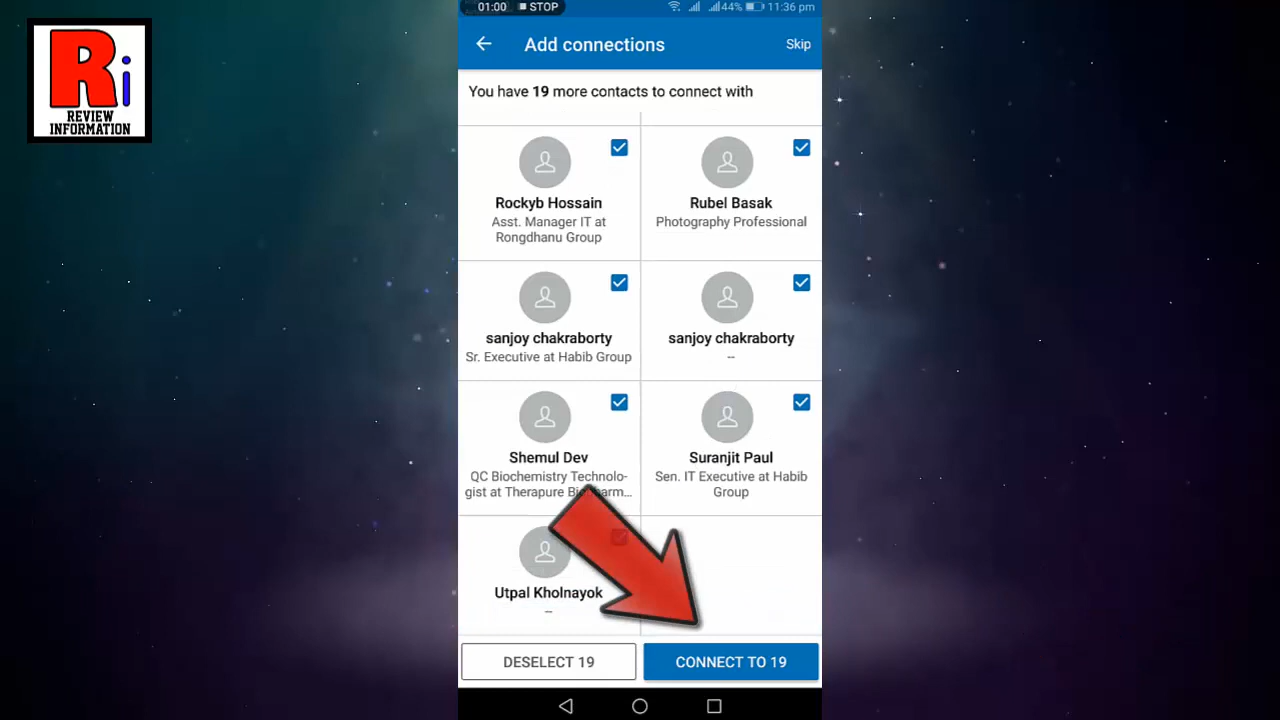 Ri
REVIEW
INFORMATION
01:00 STOP
44% 11:36 pm
Add connections
Skip
You have 19 more contacts to connect with
Rockyb Hossain
Asst. Manager IT at
Rongdhanu Group
Rubel Basak
Photography Professional
sanjoy chakraborty
Sr. Executive at Habib Group
sanjoy chakraborty
--
Shemul Dev
QC Biochemistry Technolo-
gist at Therapure
Suranjit Paul
Sen. IT Executive at Habib
Group
Utpal Kholnayok
--
DESELECT 19
CONNECT TO 19